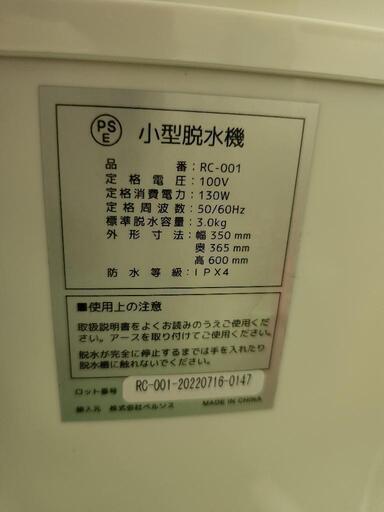 PS
E
小型脱水機
品番：RC-001
定格電圧：100V
定格消費電力：130W
定格周波数：50/60Hz
標準脱水容量：3.0kg
外形寸法：幅 350 mm
奥 365 mm
高 600 mm
防水等級：IPX4
■使用上の注意
取扱説明書をよくお読みのうえご使用くだ
さい。アースを取り付けてご使用ください。
脱水が完全に停止するまでは手を入れたり
脱水槽に触れないでください。
ロット番号 RC-001-20220716-0147
輸入元 株式会社ベルソス MADE IN CHINA